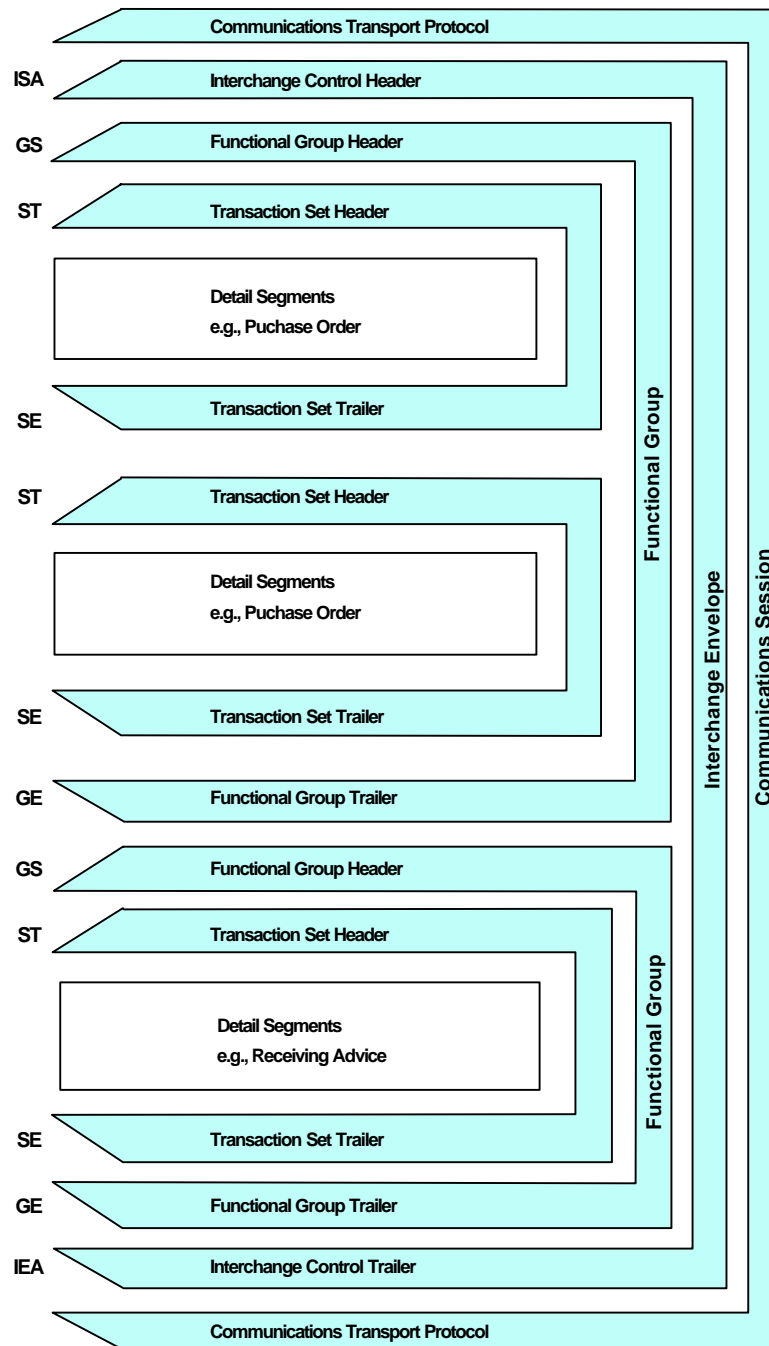 Communications Transport Protocol
ISA Interchange Control Header
GS Functional Group Header
ST Transaction Set Header
Detail Segments
e.g., Puchase Order
SE Transaction Set Trailer
ST Transaction Set Header
Detail Segments
e.g., Puchase Order
SE Transaction Set Trailer
GE Functional Group Trailer
Functional Group
GS Functional Group Header
ST Transaction Set Header
Detail Segments
e.g., Receiving Advice
SE Transaction Set Trailer
GE Functional Group Trailer
Functional Group
IEA Interchange Control Trailer
Interchange Envelope
Communications Transport Protocol
Communications Session